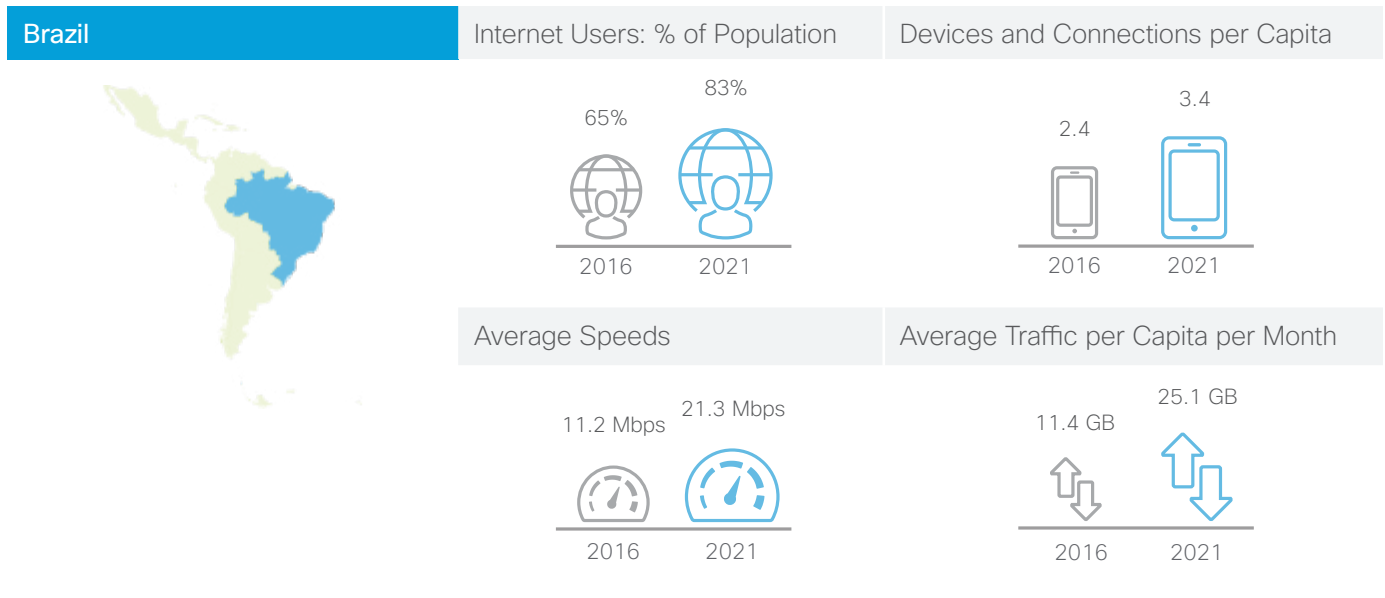 Brazil
Internet Users: % of Population
65%
83%
2016
2021
Devices and Connections per Capita
2.4
3.4
2016
2021
Average Speeds
11.2 Mbps
21.3 Mbps
2016
2021
Average Traffic per Capita per Month
11.4 GB
25.1 GB
2016
2021